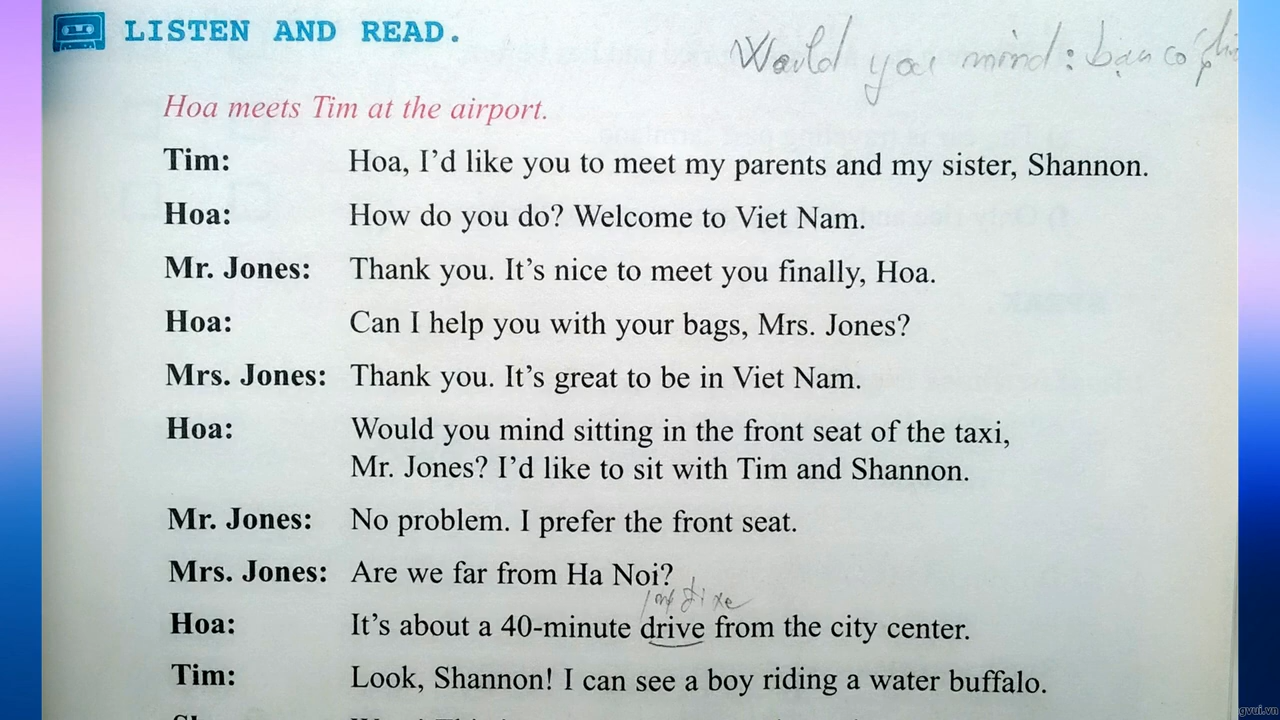 LISTEN AND READ.
Would you mind: bạn có
Hoa meets Tim at the airport.
Tim: Hoa, I'd like you to meet my parents and my sister, Shannon.
Hoa: How do you do? Welcome to Viet Nam.
Mr. Jones: Thank you. It's nice to meet you finally, Hoa.
Hoa: Can I help you with your bags, Mrs. Jones?
Mrs. Jones: Thank you. It's great to be in Viet Nam.
Hoa: Would you mind sitting in the front seat of the taxi,
Mr. Jones? I'd like to sit with Tim and Shannon.
Mr. Jones: No problem. I prefer the front seat.
Mrs. Jones: Are we far from Ha Noi?
Hoa: It's about a 40-minute drive from the city center.
Tim: Look, Shannon! I can see a boy riding a water buffalo.
gvui.vn